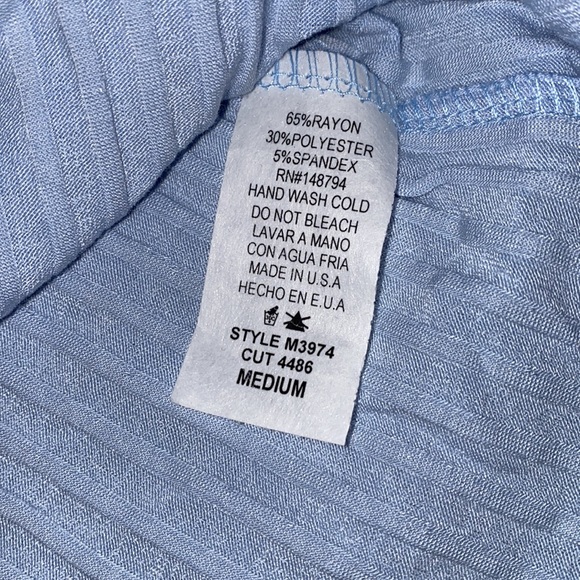 65%RAYON
30%POLYESTER
5%SPANDEX
RN#148794
HAND WASH COLD
DO NOT BLEACH
LAVAR A MANO
CON AGUA FRIA
MADE IN U.S.A
HECHO EN E.U.A
STYLE M3974
CUT 4486
MEDIUM